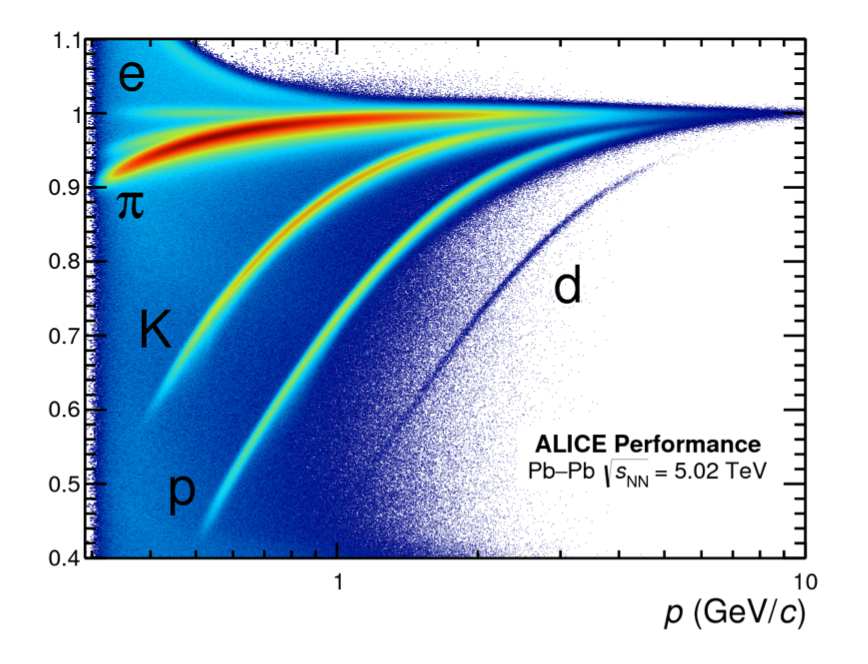 1.1
e
1
0.9
π
0.8
d
0.7
K
0.6
ALICE Performance
Pb–Pb √sNN = 5.02 TeV
0.5
p
0.4
1
10
p (GeV/c)